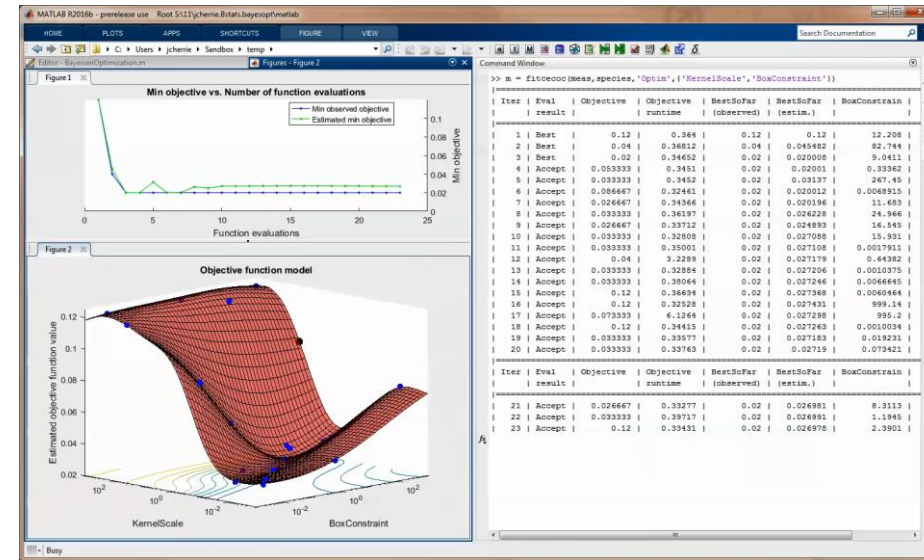 MATLAB R2016b - prerelease use Root S:\11\jcherrie.Bstats.bayesopt\matlab
HOME PLOTS APPS SHORTCUTS FIGURE VIEW Search Documentation
C: Users jcherrie Sandbox temp
Editor - BayesianOptimization.m Figures - Figure 2
Figure 1
Min objective vs. Number of function evaluations
Min observed objective
Estimated min objective
0.1
0.08
0.06
0.04
0.02
0
Min objective
0 5 10 15 20 25
Function evaluations
Figure 2
Objective function model
0.12
0.1
0.08
0.06
0.04
0.02
Estimated objective function value
10^2 10^0 10^-2 10^0 10^2
KernelScale BoxConstraint
Busy
Command Window
>> m = fitcecoc(meas,species,'Optim',{'KernelScale','BoxConstraint'})
| Iter | Eval | Objective | Objective | BestSoFar | BestSoFar | BoxConstrain |
| | result | | runtime | (observed) | (estim.) | |
| 1 | Best | 0.12 | 0.364 | 0.12 | 0.12 | 12.208 |
| 2 | Best | 0.04 | 0.36812 | 0.04 | 0.045482 | 82.744 |
| 3 | Best | 0.02 | 0.34652 | 0.02 | 0.020008 | 9.0411 |
| 4 | Accept | 0.053333 | 0.3451 | 0.02 | 0.02001 | 0.33362 |
| 5 | Accept | 0.033333 | 0.3452 | 0.02 | 0.03137 | 267.45 |
| 6 | Accept | 0.086667 | 0.32461 | 0.02 | 0.020012 | 0.0068915 |
| 7 | Accept | 0.026667 | 0.34366 | 0.02 | 0.020196 | 11.683 |
| 8 | Accept | 0.033333 | 0.36197 | 0.02 | 0.026228 | 24.966 |
| 9 | Accept | 0.026667 | 0.33712 | 0.02 | 0.024893 | 16.545 |
| 10 | Accept | 0.033333 | 0.32808 | 0.02 | 0.027088 | 15.931 |
| 11 | Accept | 0.033333 | 0.35001 | 0.02 | 0.027108 | 0.0017911 |
| 12 | Accept | 0.04 | 3.2289 | 0.02 | 0.027179 | 0.64382 |
| 13 | Accept | 0.033333 | 0.32884 | 0.02 | 0.027206 | 0.0010375 |
| 14 | Accept | 0.033333 | 0.38064 | 0.02 | 0.027246 | 0.0066645 |
| 15 | Accept | 0.12 | 0.36634 | 0.02 | 0.027368 | 0.0060464 |
| 16 | Accept | 0.12 | 0.32528 | 0.02 | 0.027431 | 999.14 |
| 17 | Accept | 0.073333 | 6.1264 | 0.02 | 0.027298 | 995.2 |
| 18 | Accept | 0.12 | 0.34415 | 0.02 | 0.027263 | 0.0010034 |
| 19 | Accept | 0.033333 | 0.33577 | 0.02 | 0.027183 | 0.019231 |
| 20 | Accept | 0.033333 | 0.33763 | 0.02 | 0.02719 | 0.073421 |
| Iter | Eval | Objective | Objective | BestSoFar | BestSoFar | BoxConstrain |
| | result | | runtime | (observed) | (estim.) | |
| 21 | Accept | 0.026667 | 0.33277 | 0.02 | 0.026981 | 8.3113 |
| 22 | Accept | 0.033333 | 0.39717 | 0.02 | 0.026991 | 1.1945 |
| 23 | Accept | 0.12 | 0.33431 | 0.02 | 0.026978 | 2.3901 |
fx